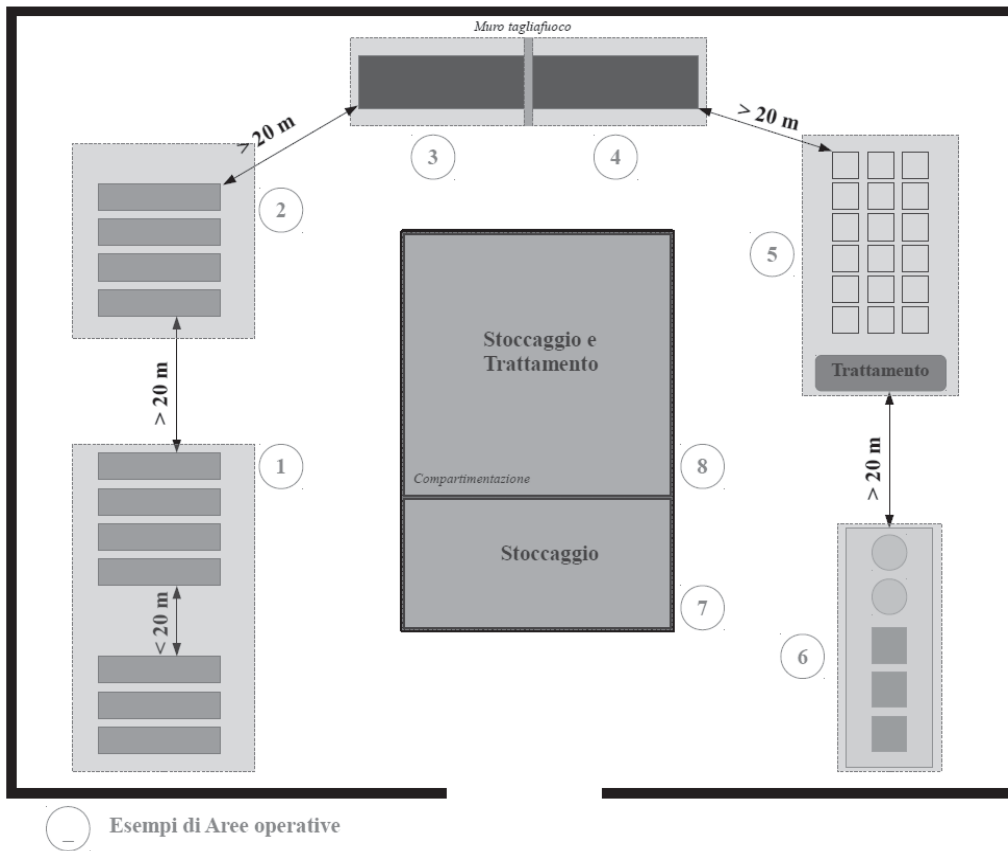 Muro tagliafuoco
> 20 m
> 20 m
3
4
2
5
Stoccaggio e
Trattamento
Trattamento
> 20 m
> 20 m
1
Compartimentazione
8
Stoccaggio
< 20 m
7
6
_
Esempi di Aree operative